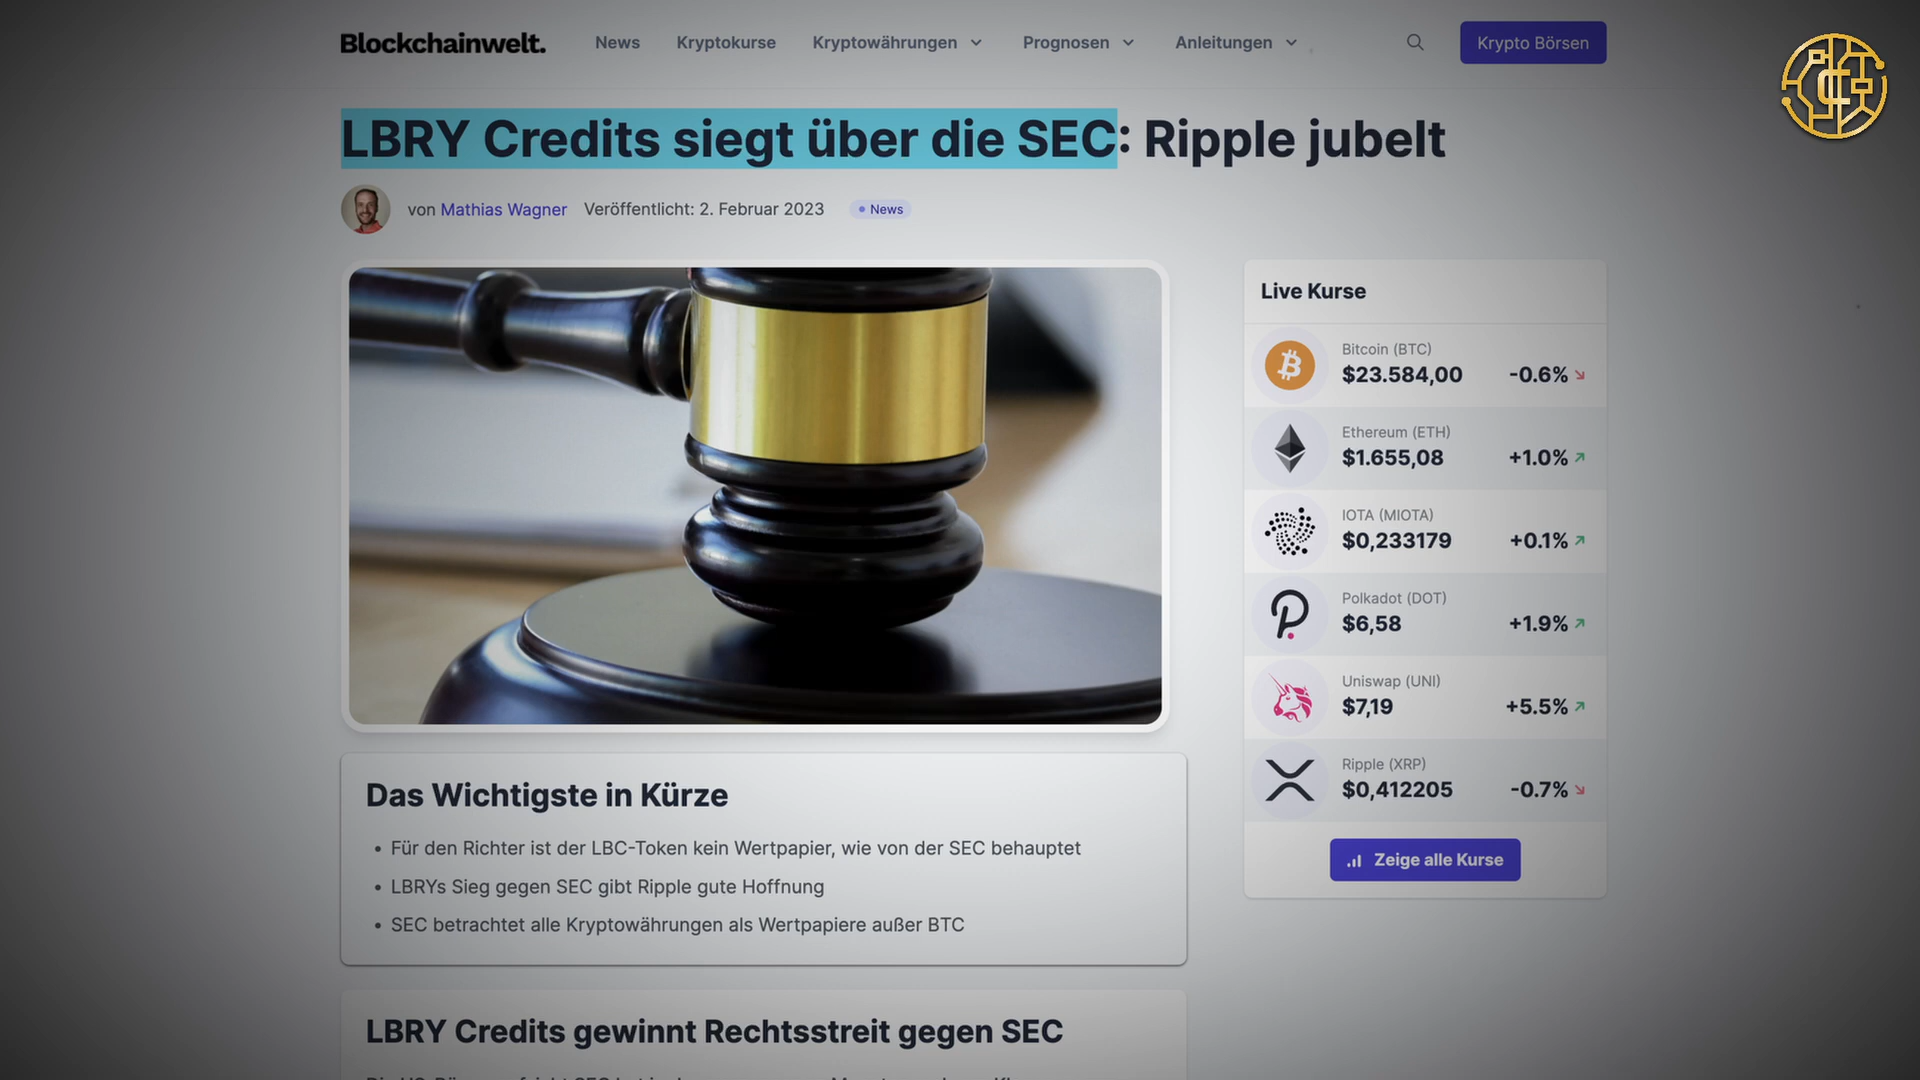 Blockchainwelt.
News
Kryptokurse
Kryptowährungen
Prognosen
Anleitungen
Krypto Börsen
LBRY Credits siegt über die SEC: Ripple jubelt
von Mathias Wagner
Veröffentlicht: 2. Februar 2023
News
Live Kurse
Bitcoin (BTC)
$23.584,00 -0.6%
Ethereum (ETH)
$1.655,08 +1.0%
IOTA (MIOTA)
$0,233179 +0.1%
Polkadot (DOT)
$6,58 +1.9%
Uniswap (UNI)
$7,19 +5.5%
Ripple (XRP)
$0,412205 -0.7%
Zeige alle Kurse
Das Wichtigste in Kürze
• Für den Richter ist der LBC-Token kein Wertpapier, wie von der SEC behauptet
• LBRYs Sieg gegen SEC gibt Ripple gute Hoffnung
• SEC betrachtet alle Kryptowährungen als Wertpapiere außer BTC
LBRY Credits gewinnt Rechtsstreit gegen SEC